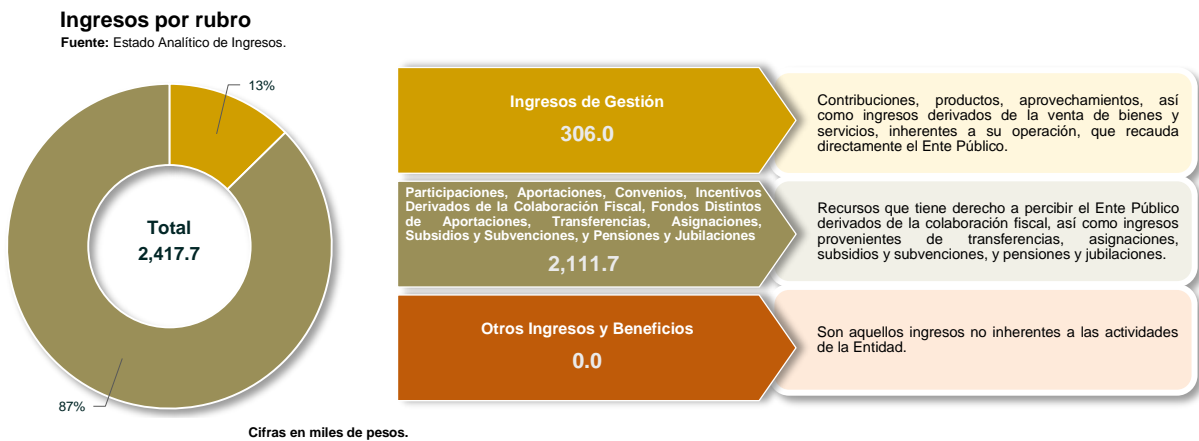 Ingresos por rubro
Fuente: Estado Analítico de Ingresos.
13%
Total
2,417.7
87%
Ingresos de Gestión
306.0
Contribuciones, productos, aprovechamientos, así
como ingresos derivados de la venta de bienes y
servicios, inherentes a su operación, que recauda
directamente el Ente Público.
Participaciones, Aportaciones, Convenios, Incentivos
Derivados de la Colaboración Fiscal, Fondos Distintos
de Aportaciones, Transferencias, Asignaciones,
Subsidios y Subvenciones, y Pensiones y Jubilaciones
2,111.7
Recursos que tiene derecho a percibir el Ente Público
derivados de la colaboración fiscal, así como ingresos
provenientes de transferencias, asignaciones,
subsidios y subvenciones, y pensiones y jubilaciones.
Otros Ingresos y Beneficios
0.0
Son aquellos ingresos no inherentes a las actividades
de la Entidad.
Cifras en miles de pesos.